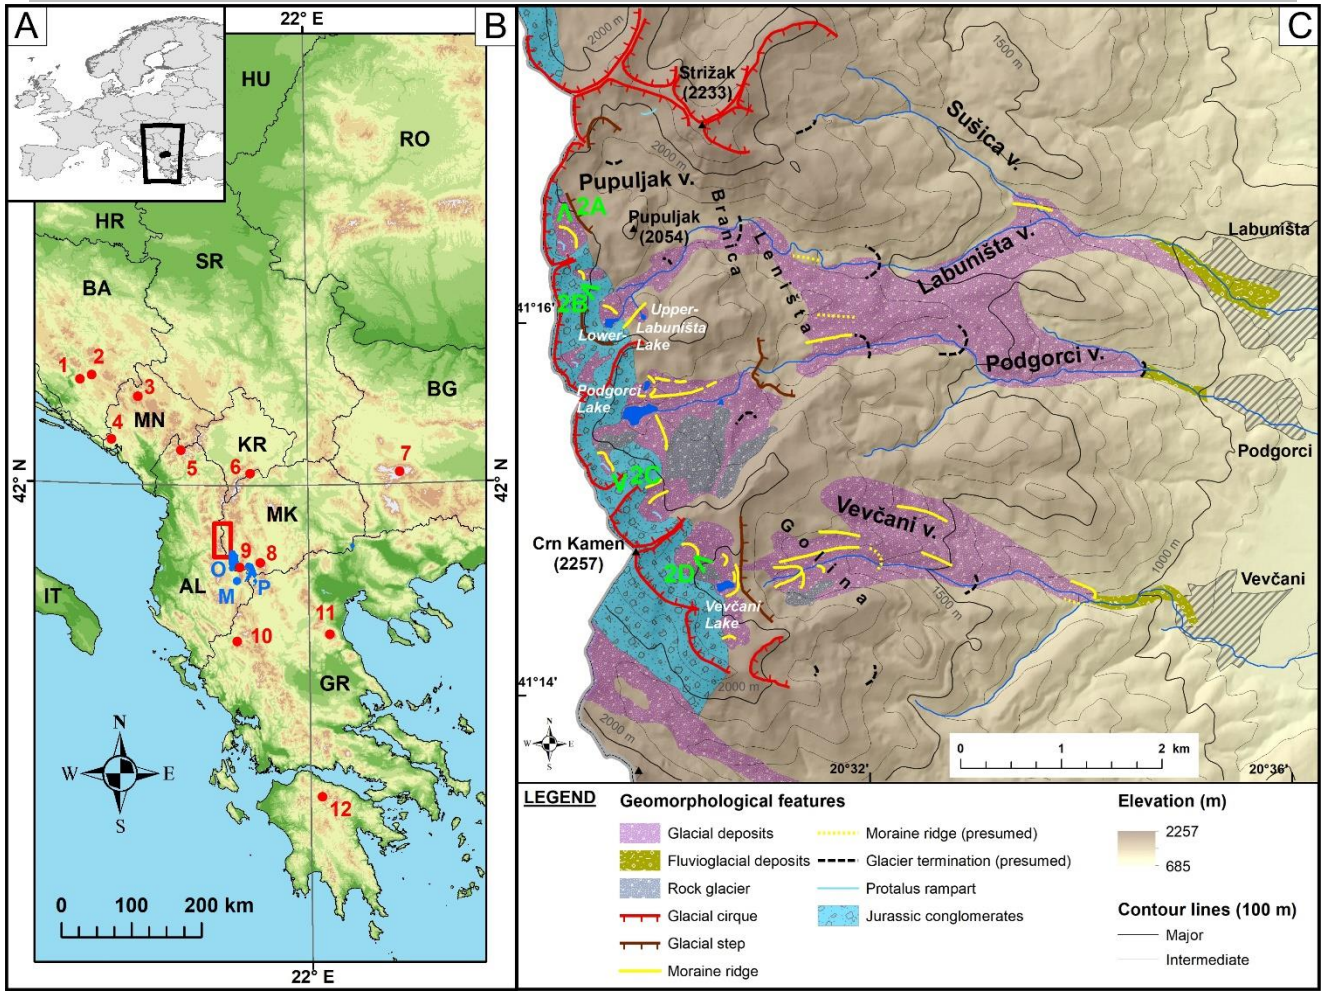 A
B
C
22° E
HU
RO
HR
SR
BA
1
2
3
MN
4
5
KR
6
7
BG
42° N
42° N
MK
9
8
O
M
P
AL
IT
10
11
GR
12
N
W
E
S
0 100 200 km
22° E
2000 m
Strižak
(2233)
1500 m
Sušica v.
2000 m
Pupuljak v.
2A
Pupuljak
(2054)
Branica
Leništa
Labuništa v.
Labuništa
41°16'
2B
Upper-
Labuništa
Lake
Lower-
Podgorci v.
Podgorci
Lake
Podgorci
2C
Vevčani v.
Crn Kamen
(2257)
Golina
2D
1000 m
Vevčani
1500 m
Vevčani
Lake
41°14'
2000 m
2000 m
N
W
E
S
0 1 2 km
20°32'
20°36'
LEGEND
Geomorphological features
Glacial deposits
Fluvioglacial deposits
Rock glacier
Glacial cirque
Glacial step
Moraine ridge
Moraine ridge (presumed)
Glacier termination (presumed)
Protalus rampart
Jurassic conglomerates
Elevation (m)
2257
685
Contour lines (100 m)
Major
Intermediate